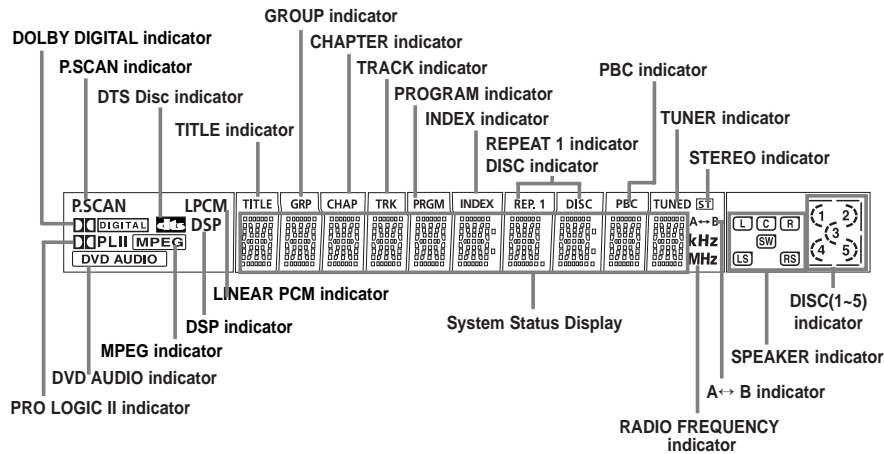 GROUP indicator
DOLBY DIGITAL indicator
CHAPTER indicator
P.SCAN indicator
TRACK indicator
PBC indicator
DTS Disc indicator
PROGRAM indicator
INDEX indicator
TUNER indicator
TITLE indicator
REPEAT 1 indicator
DISC indicator
STEREO indicator
P.SCAN LPCM TITLE GRP CHAP TRK PRGM INDEX REP. 1 DISC PBC TUNED ST
DIGITAL dts DSP A↔B L C R 1 2
PLII MPEG kHz SW 3
DVD AUDIO MHz LS RS 4 5
LINEAR PCM indicator
DISC(1~5)
indicator
DSP indicator
System Status Display
MPEG indicator
SPEAKER indicator
DVD AUDIO indicator
A↔ B indicator
PRO LOGIC II indicator
RADIO FREQUENCY
indicator